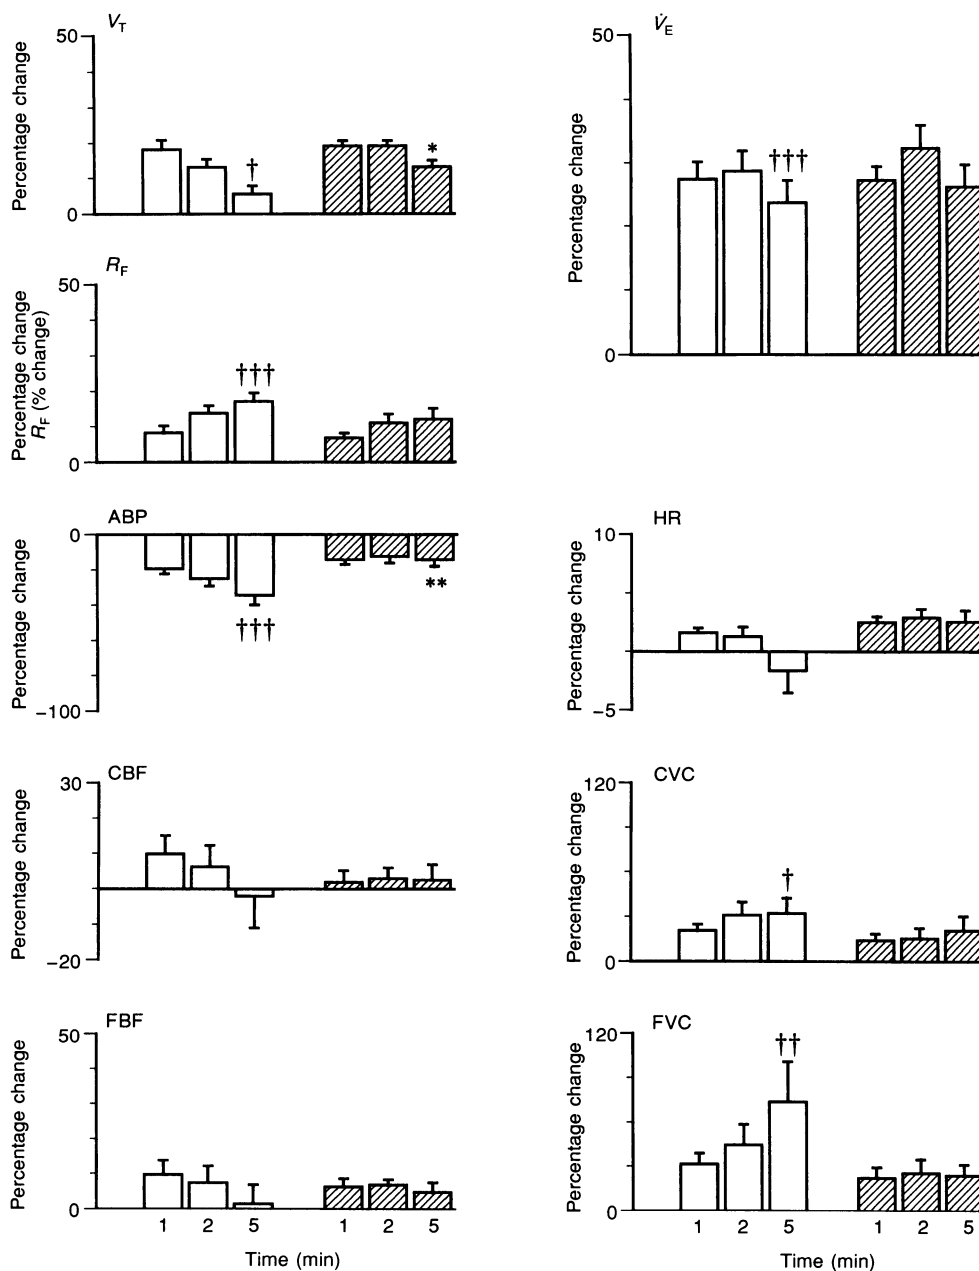 V_T
50
Percentage change
†
*
0
V̇_E
50
Percentage change
†††
0
R_F
50
Percentage change
R_F (% change)
†††
0
ABP
0
Percentage change
**
†††
−100
HR
10
Percentage change
−5
CBF
30
Percentage change
−20
CVC
120
Percentage change
†
0
FBF
50
Percentage change
0
1 2 5 1 2 5
Time (min)
FVC
120
Percentage change
††
0
1 2 5 1 2 5
Time (min)